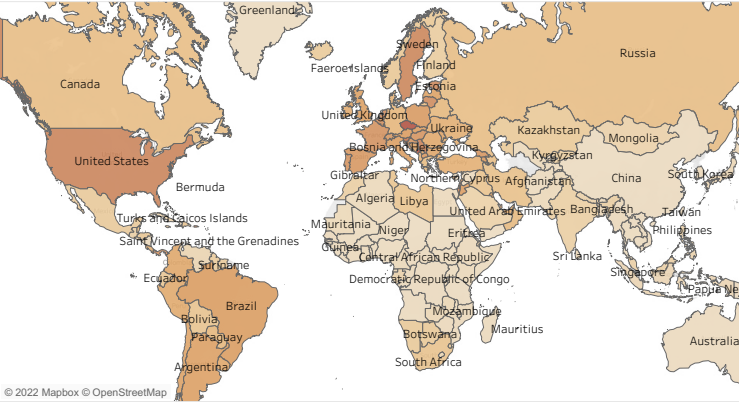 Greenland
Sweden
Russia
Finland
Faeroe Islands
Canada
Estonia
United Kingdom
Ukraine
Kazakhstan
Mongolia
Bosnia and Herzegovina
United States
Kyrgyzstan
Gibraltar
Northern Cyprus
Afghanistan
China
South Korea
Bermuda
Algeria
Libya
United Arab Emirates
Bangladesh
Taiwan
Turks and Caicos Islands
Mauritania
Niger
Eritrea
Philippines
Saint Vincent and the Grenadines
Guinea
Central African Republic
Sri Lanka
Suriname
Singapore
Ecuador
Democratic Republic of Congo
Papua Ne
Brazil
Mozambique
Bolivia
Mauritius
Paraguay
Botswana
Australia
South Africa
Argentina
© 2022 Mapbox © OpenStreetMap